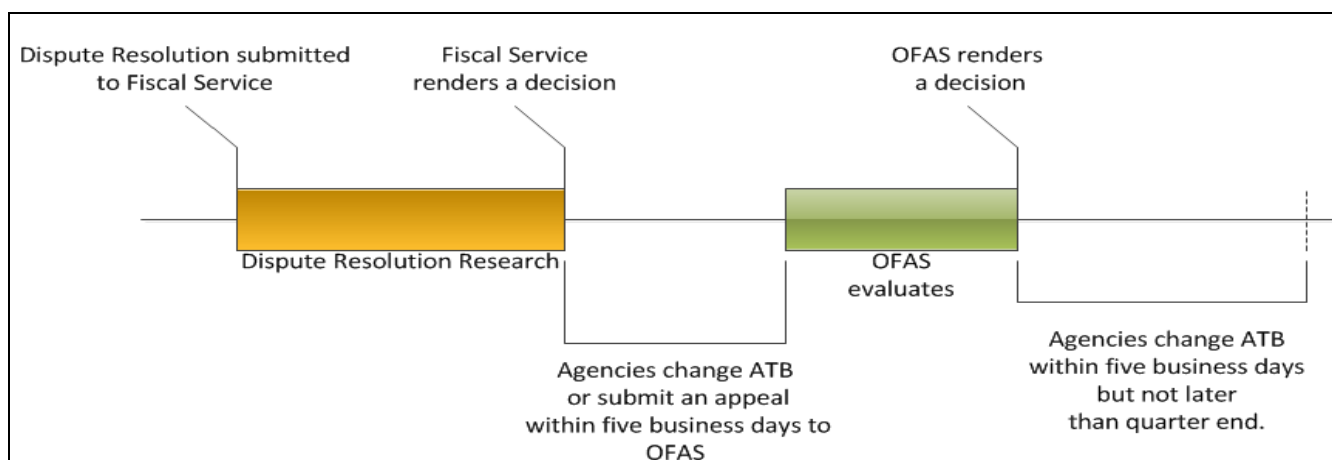 Dispute Resolution submitted
to Fiscal Service
Fiscal Service
renders a decision
OFAS renders
a decision
Dispute Resolution Research
OFAS
evaluates
Agencies change ATB
or submit an appeal
within five business days to
OFAS
Agencies change ATB
within five business days
but not later
than quarter end.